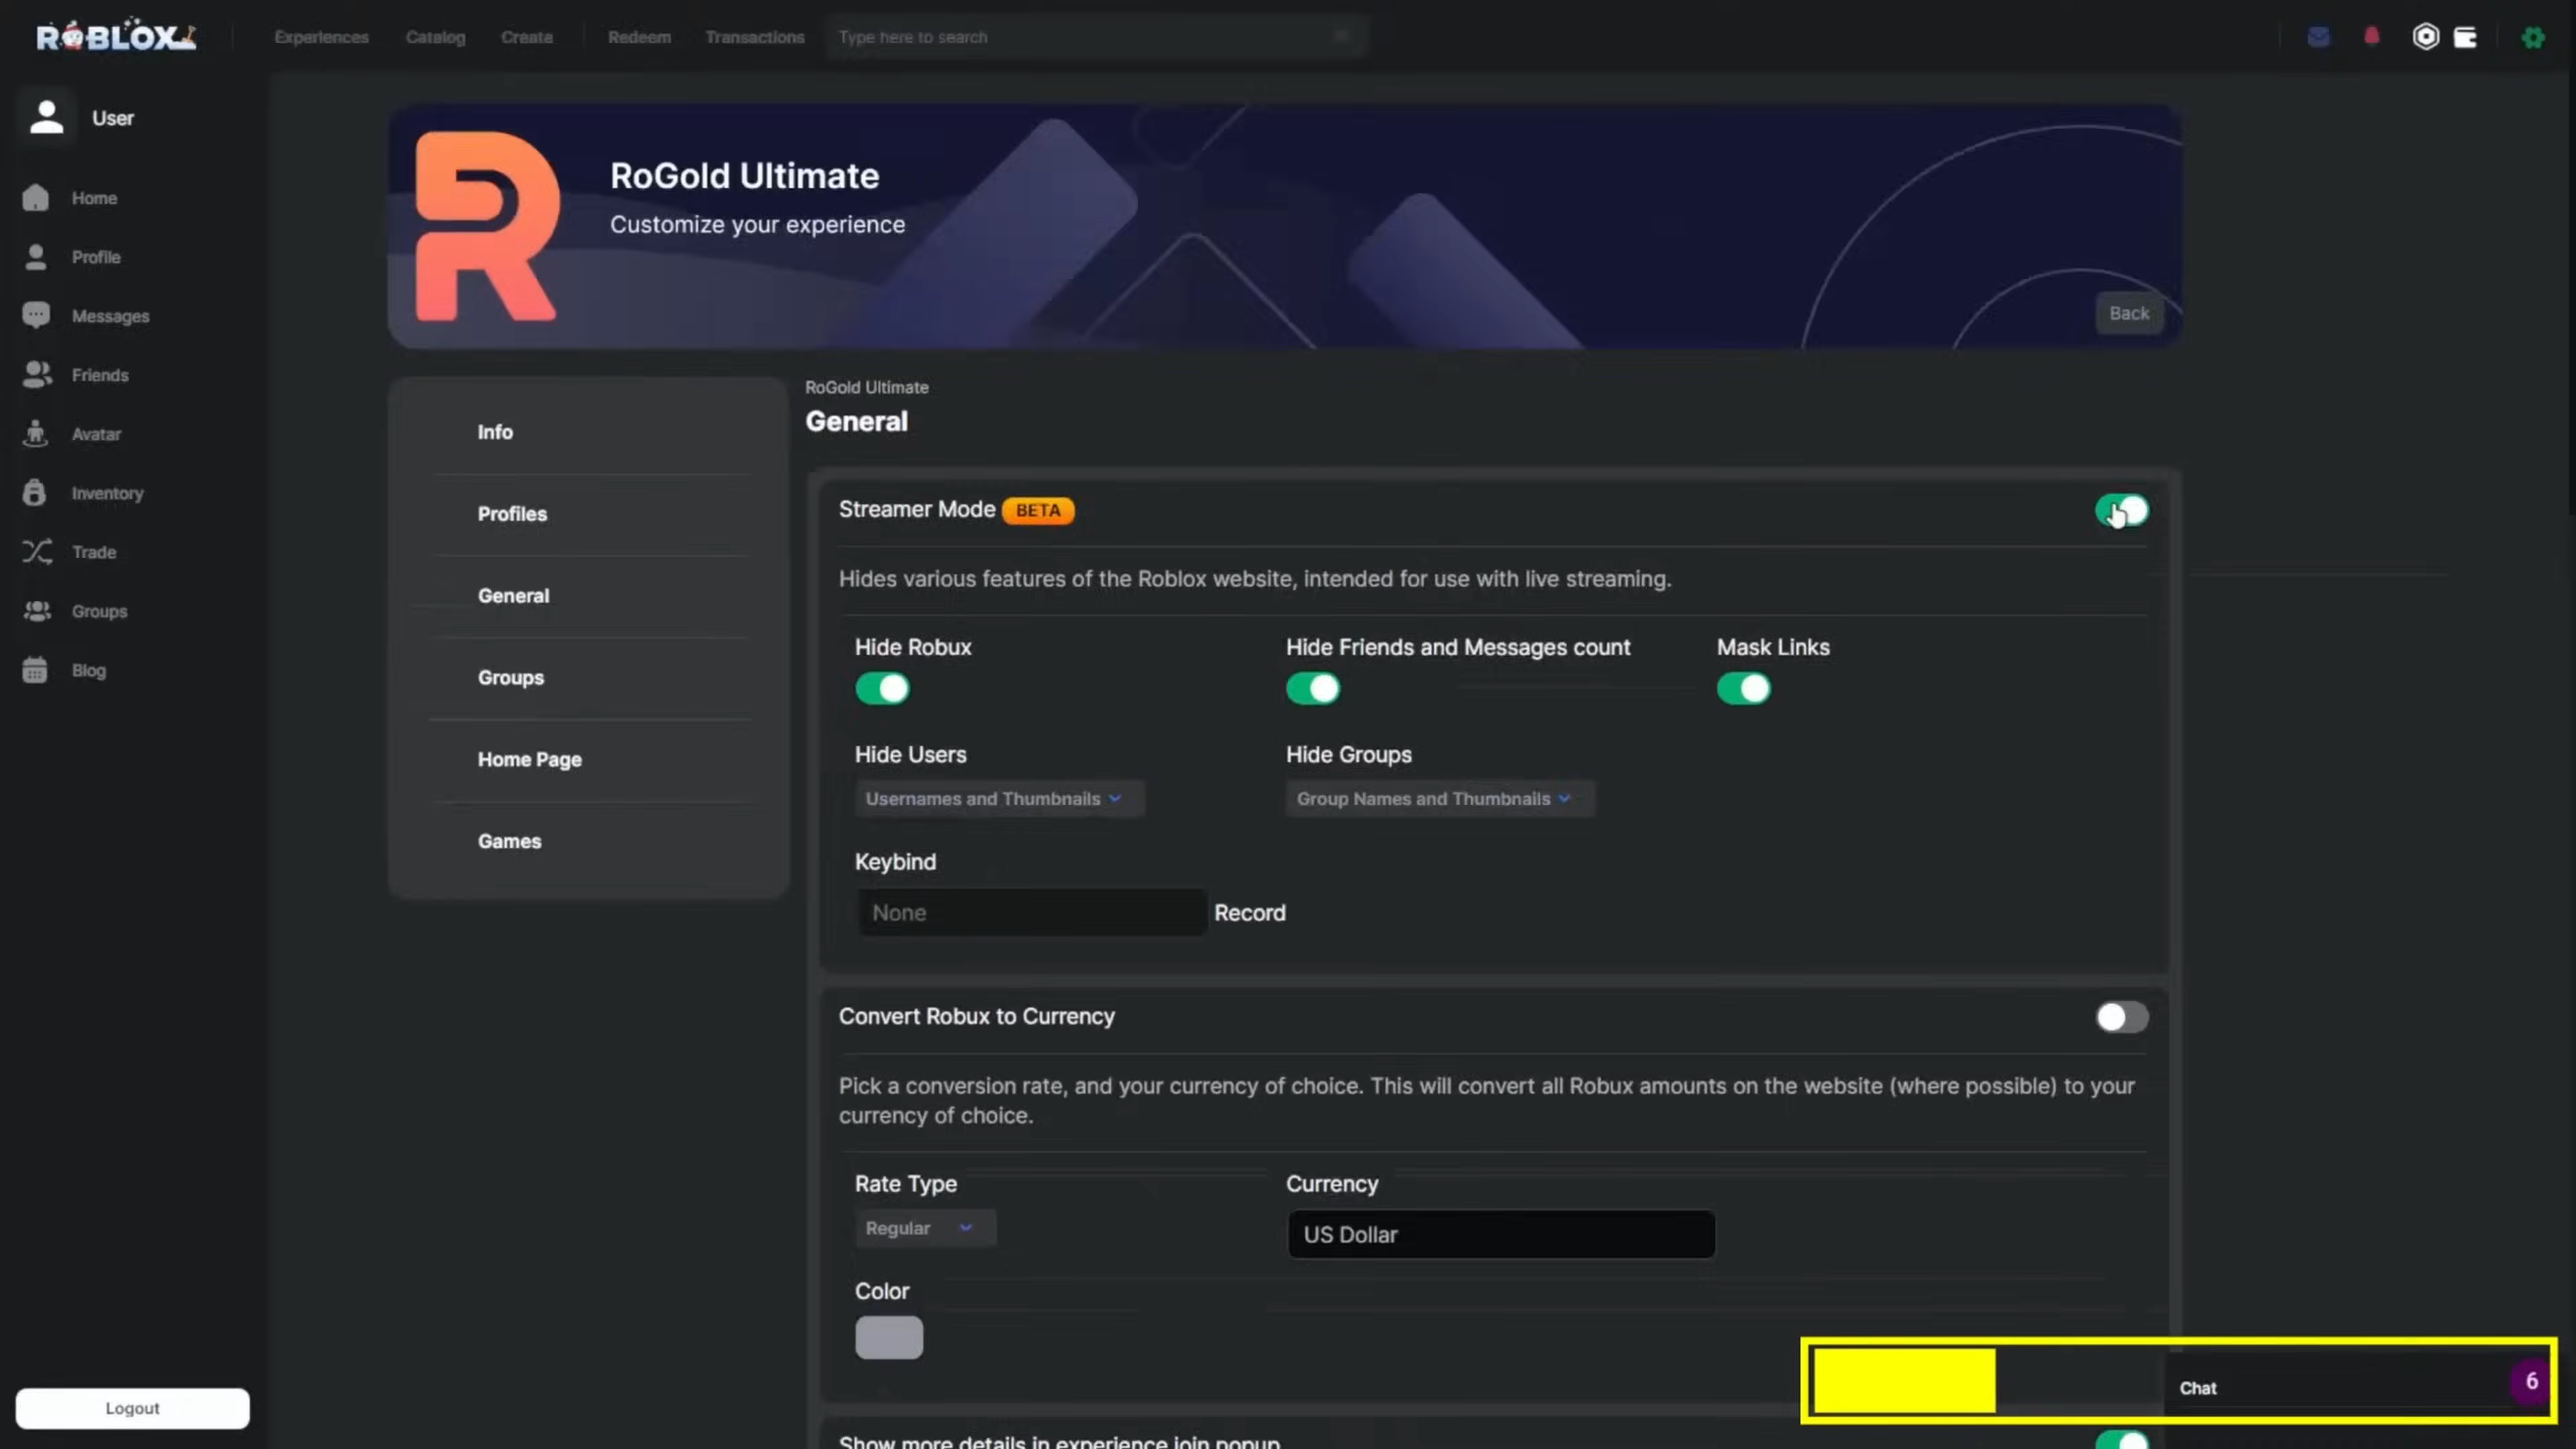 ROBLOX
Experiences
Catalog
Create
Redeem
Transactions
Type here to search
User
Home
Profile
Messages
Friends
Avatar
Inventory
Trade
Groups
Blog
Logout
RoGold Ultimate
Customize your experience
Back
Info
Profiles
General
Groups
Home Page
Games
RoGold Ultimate
General
Streamer Mode BETA
Hides various features of the Roblox website, intended for use with live streaming.
Hide Robux
Hide Friends and Messages count
Mask Links
Hide Users
Usernames and Thumbnails
Hide Groups
Group Names and Thumbnails
Keybind
None
Record
Convert Robux to Currency
Pick a conversion rate, and your currency of choice. This will convert all Robux amounts on the website (where possible) to your
currency of choice.
Rate Type
Regular
Currency
US Dollar
Color
Show more details in experience join popup
Chat
6